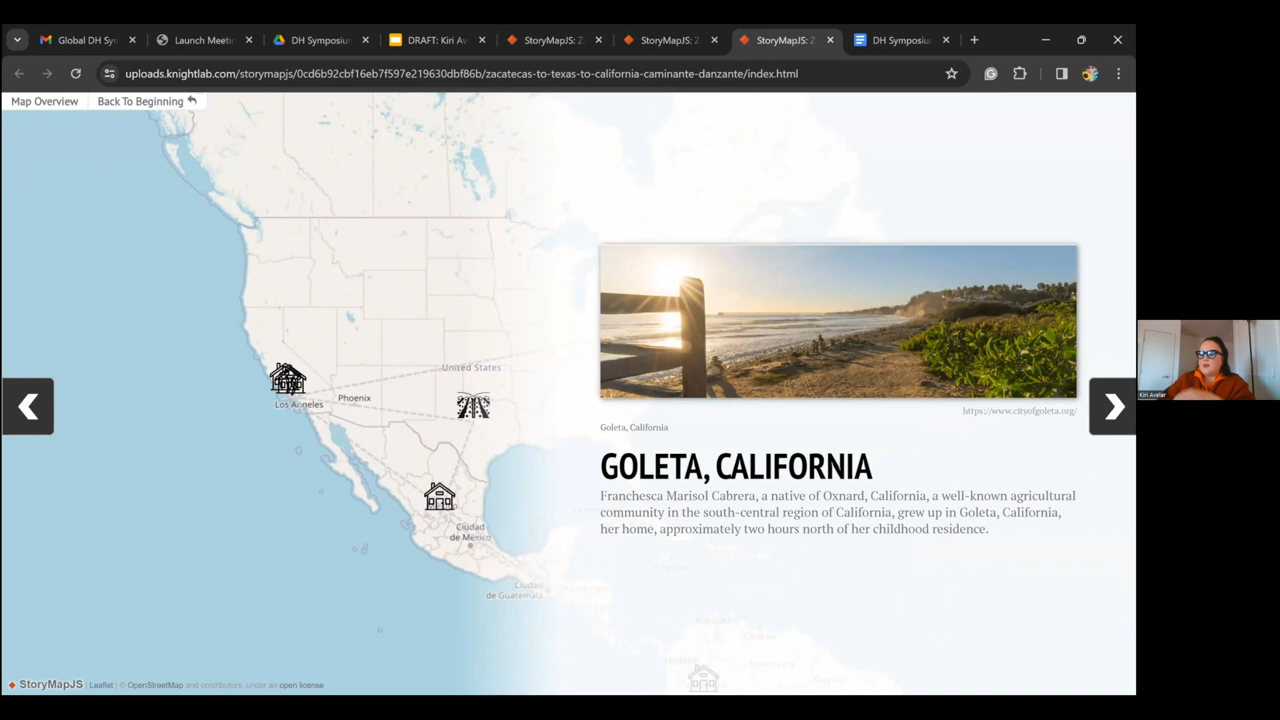 Global DH Sym
Launch Meeti
DH Symposiu
DRAFT: Kiri Av
StoryMapJS: Z
StoryMapJS: Z
StoryMapJS: Z
DH Symposiu
uploads.knightlab.com/storymapjs/0cd6b92cbf16eb7f597e219630dbf86b/zacatecas-to-texas-to-california-caminante-danzante/index.html
Map Overview
Back To Beginning
United States
Los Angeles
Phoenix
Ciudad
de México
Ciudad
de Guatemala
https://www.cityofgoleta.org/
Goleta, California
GOLETA, CALIFORNIA
Franchesca Marisol Cabrera, a native of Oxnard, California, a well-known agricultural
community in the south-central region of California, grew up in Goleta, California,
her home, approximately two hours north of her childhood residence.
Kiri Avelar
StoryMapJS | Leaflet | © OpenStreetMap and contributors, under an open license